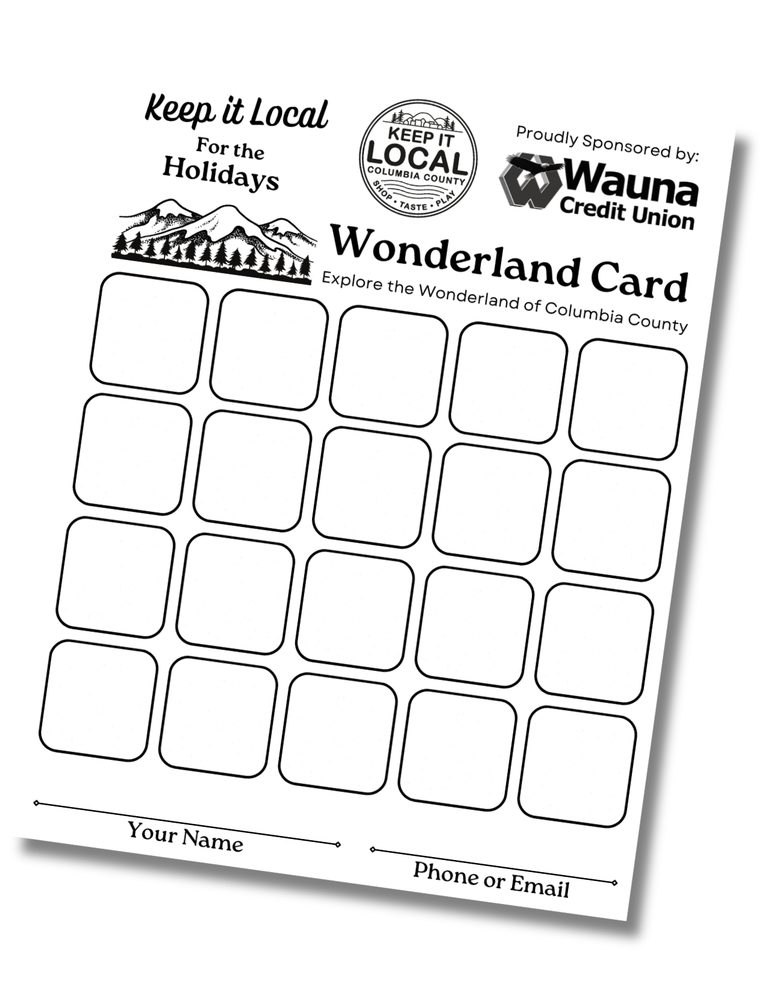 Keep it Local
For the
Holidays
KEEP IT
LOCAL
COLUMBIA COUNTY
SHOP • TASTE • PLAY
Proudly Sponsored by:
Wauna
Credit Union
Wonderland Card
Explore the Wonderland of Columbia County
Your Name
Phone or Email